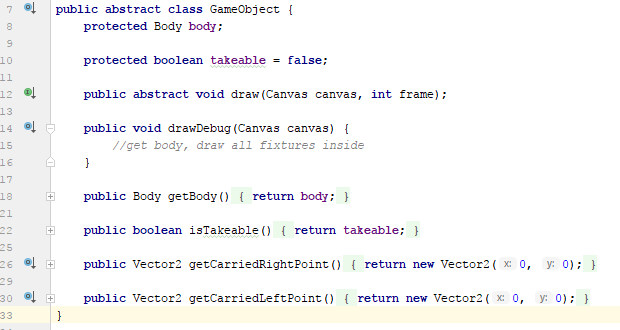 7 public abstract class GameObject {
8 protected Body body;
9
10 protected boolean takeable = false;
11
12 public abstract void draw(Canvas canvas, int frame);
13
14 public void drawDebug(Canvas canvas) {
15 //get body, draw all fixtures inside
16 }
17
18 public Body getBody() { return body; }
21
22 public boolean isTakeable() { return takeable; }
25
26 public Vector2 getCarriedRightPoint() { return new Vector2( x: 0, y: 0); }
29
30 public Vector2 getCarriedLeftPoint() { return new Vector2( x: 0, y: 0); }
33 }